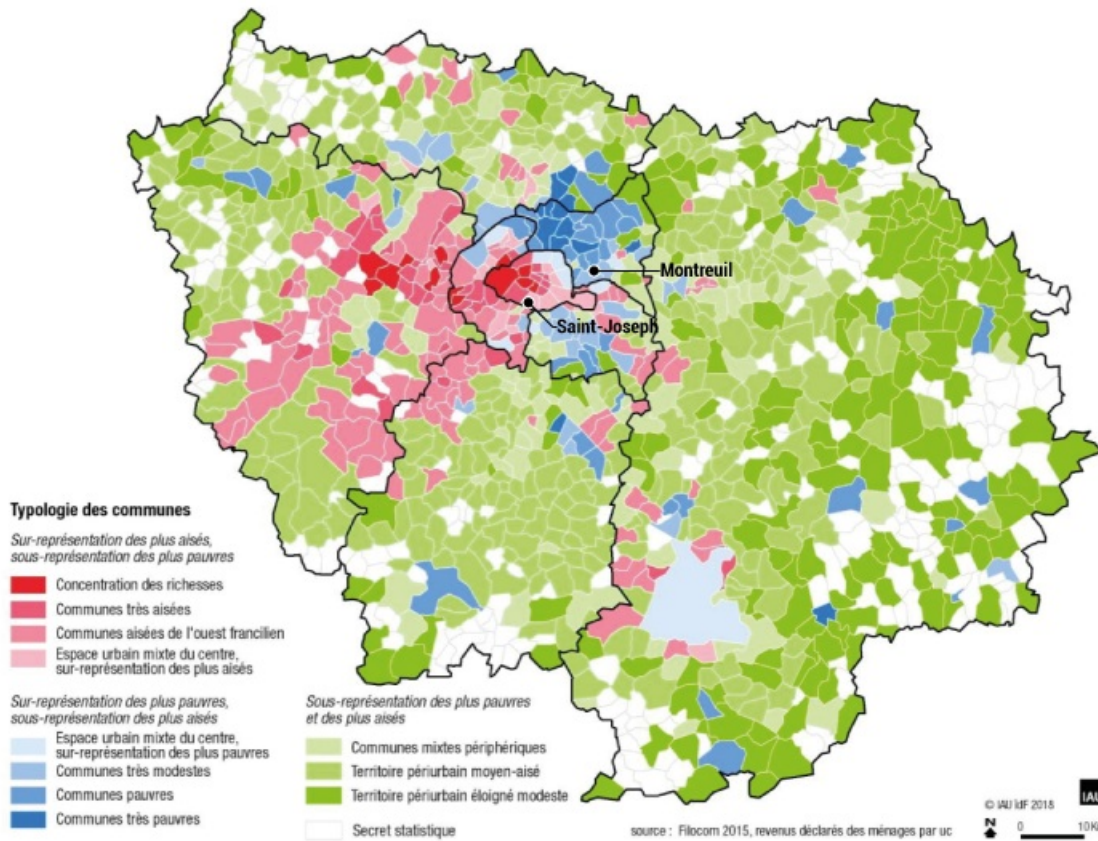 Montreuil
Saint-Joseph
Typologie des communes
Sur-représentation des plus aisés,
sous-représentation des plus pauvres
Concentration des richesses
Communes très aisées
Communes aisées de l'ouest francilien
Espace urbain mixte du centre,
sur-représentation des plus aisés
Sur-représentation des plus pauvres,
sous-représentation des plus aisés
Espace urbain mixte du centre,
sur-représentation des plus pauvres
Communes très modestes
Communes pauvres
Communes très pauvres
Sous-représentation des plus pauvres
et des plus aisés
Communes mixtes périphériques
Territoire périurbain moyen-aisé
Territoire périurbain éloigné modeste
Secret statistique
source : Filocom 2015, revenus déclarés des ménages par uc
IAU
© IAU îdF 2018
N
0 10 K